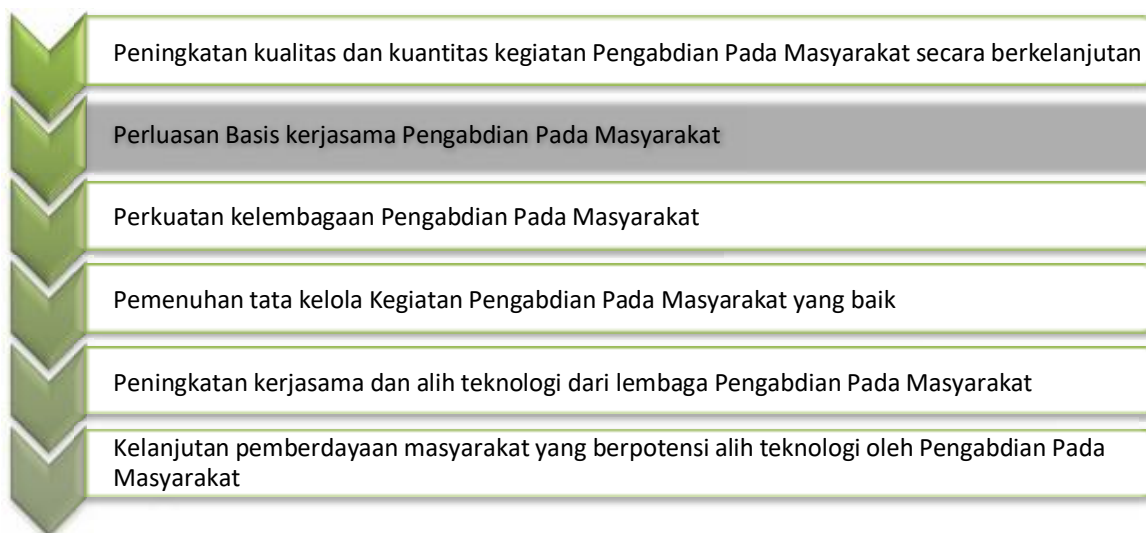 Peningkatan kualitas dan kuantitas kegiatan Pengabdian Pada Masyarakat secara berkelanjutan
Perluasan Basis kerjasama Pengabdian Pada Masyarakat
Perkuatan kelembagaan Pengabdian Pada Masyarakat
Pemenuhan tata kelola Kegiatan Pengabdian Pada Masyarakat yang baik
Peningkatan kerjasama dan alih teknologi dari lembaga Pengabdian Pada Masyarakat
Kelanjutan pemberdayaan masyarakat yang berpotensi alih teknologi oleh Pengabdian Pada
Masyarakat